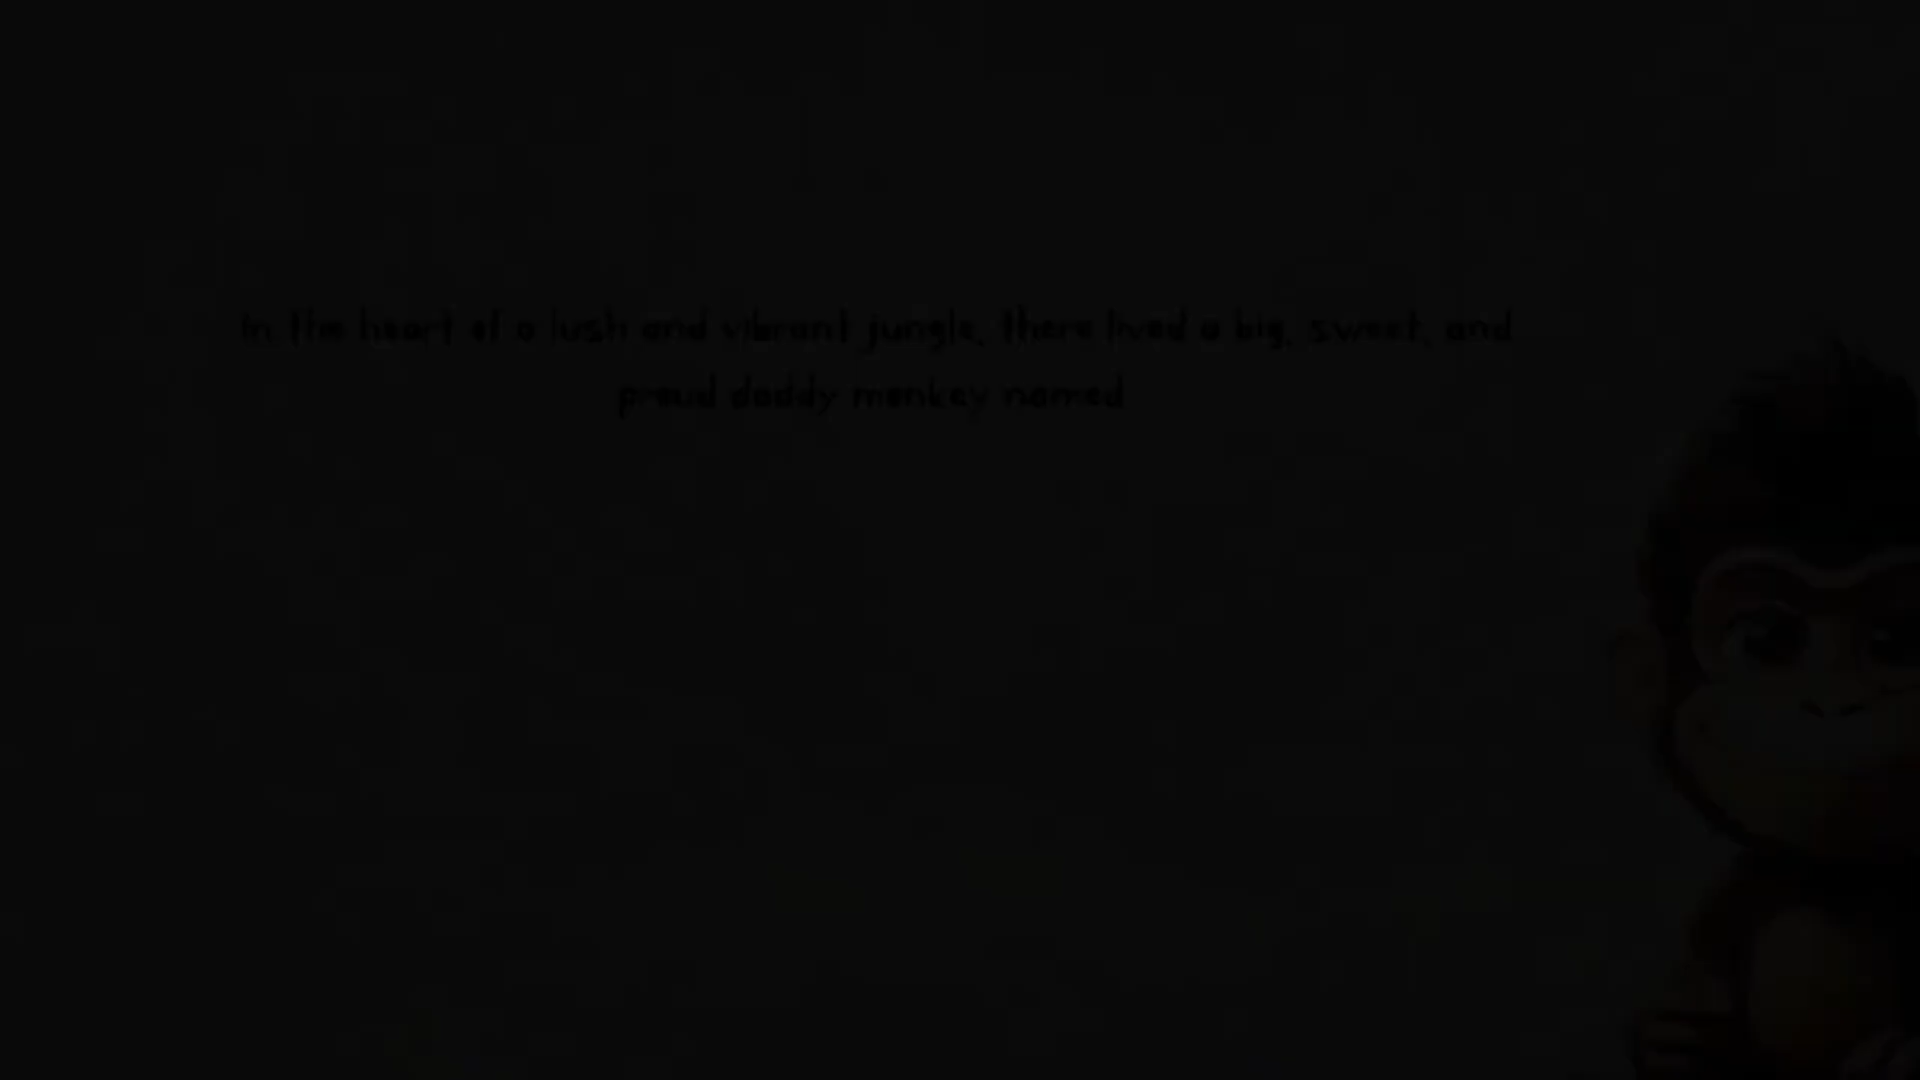 In the heart of a lush and vibrant jungle, there lived a big, sweet, and
proud daddy monkey named